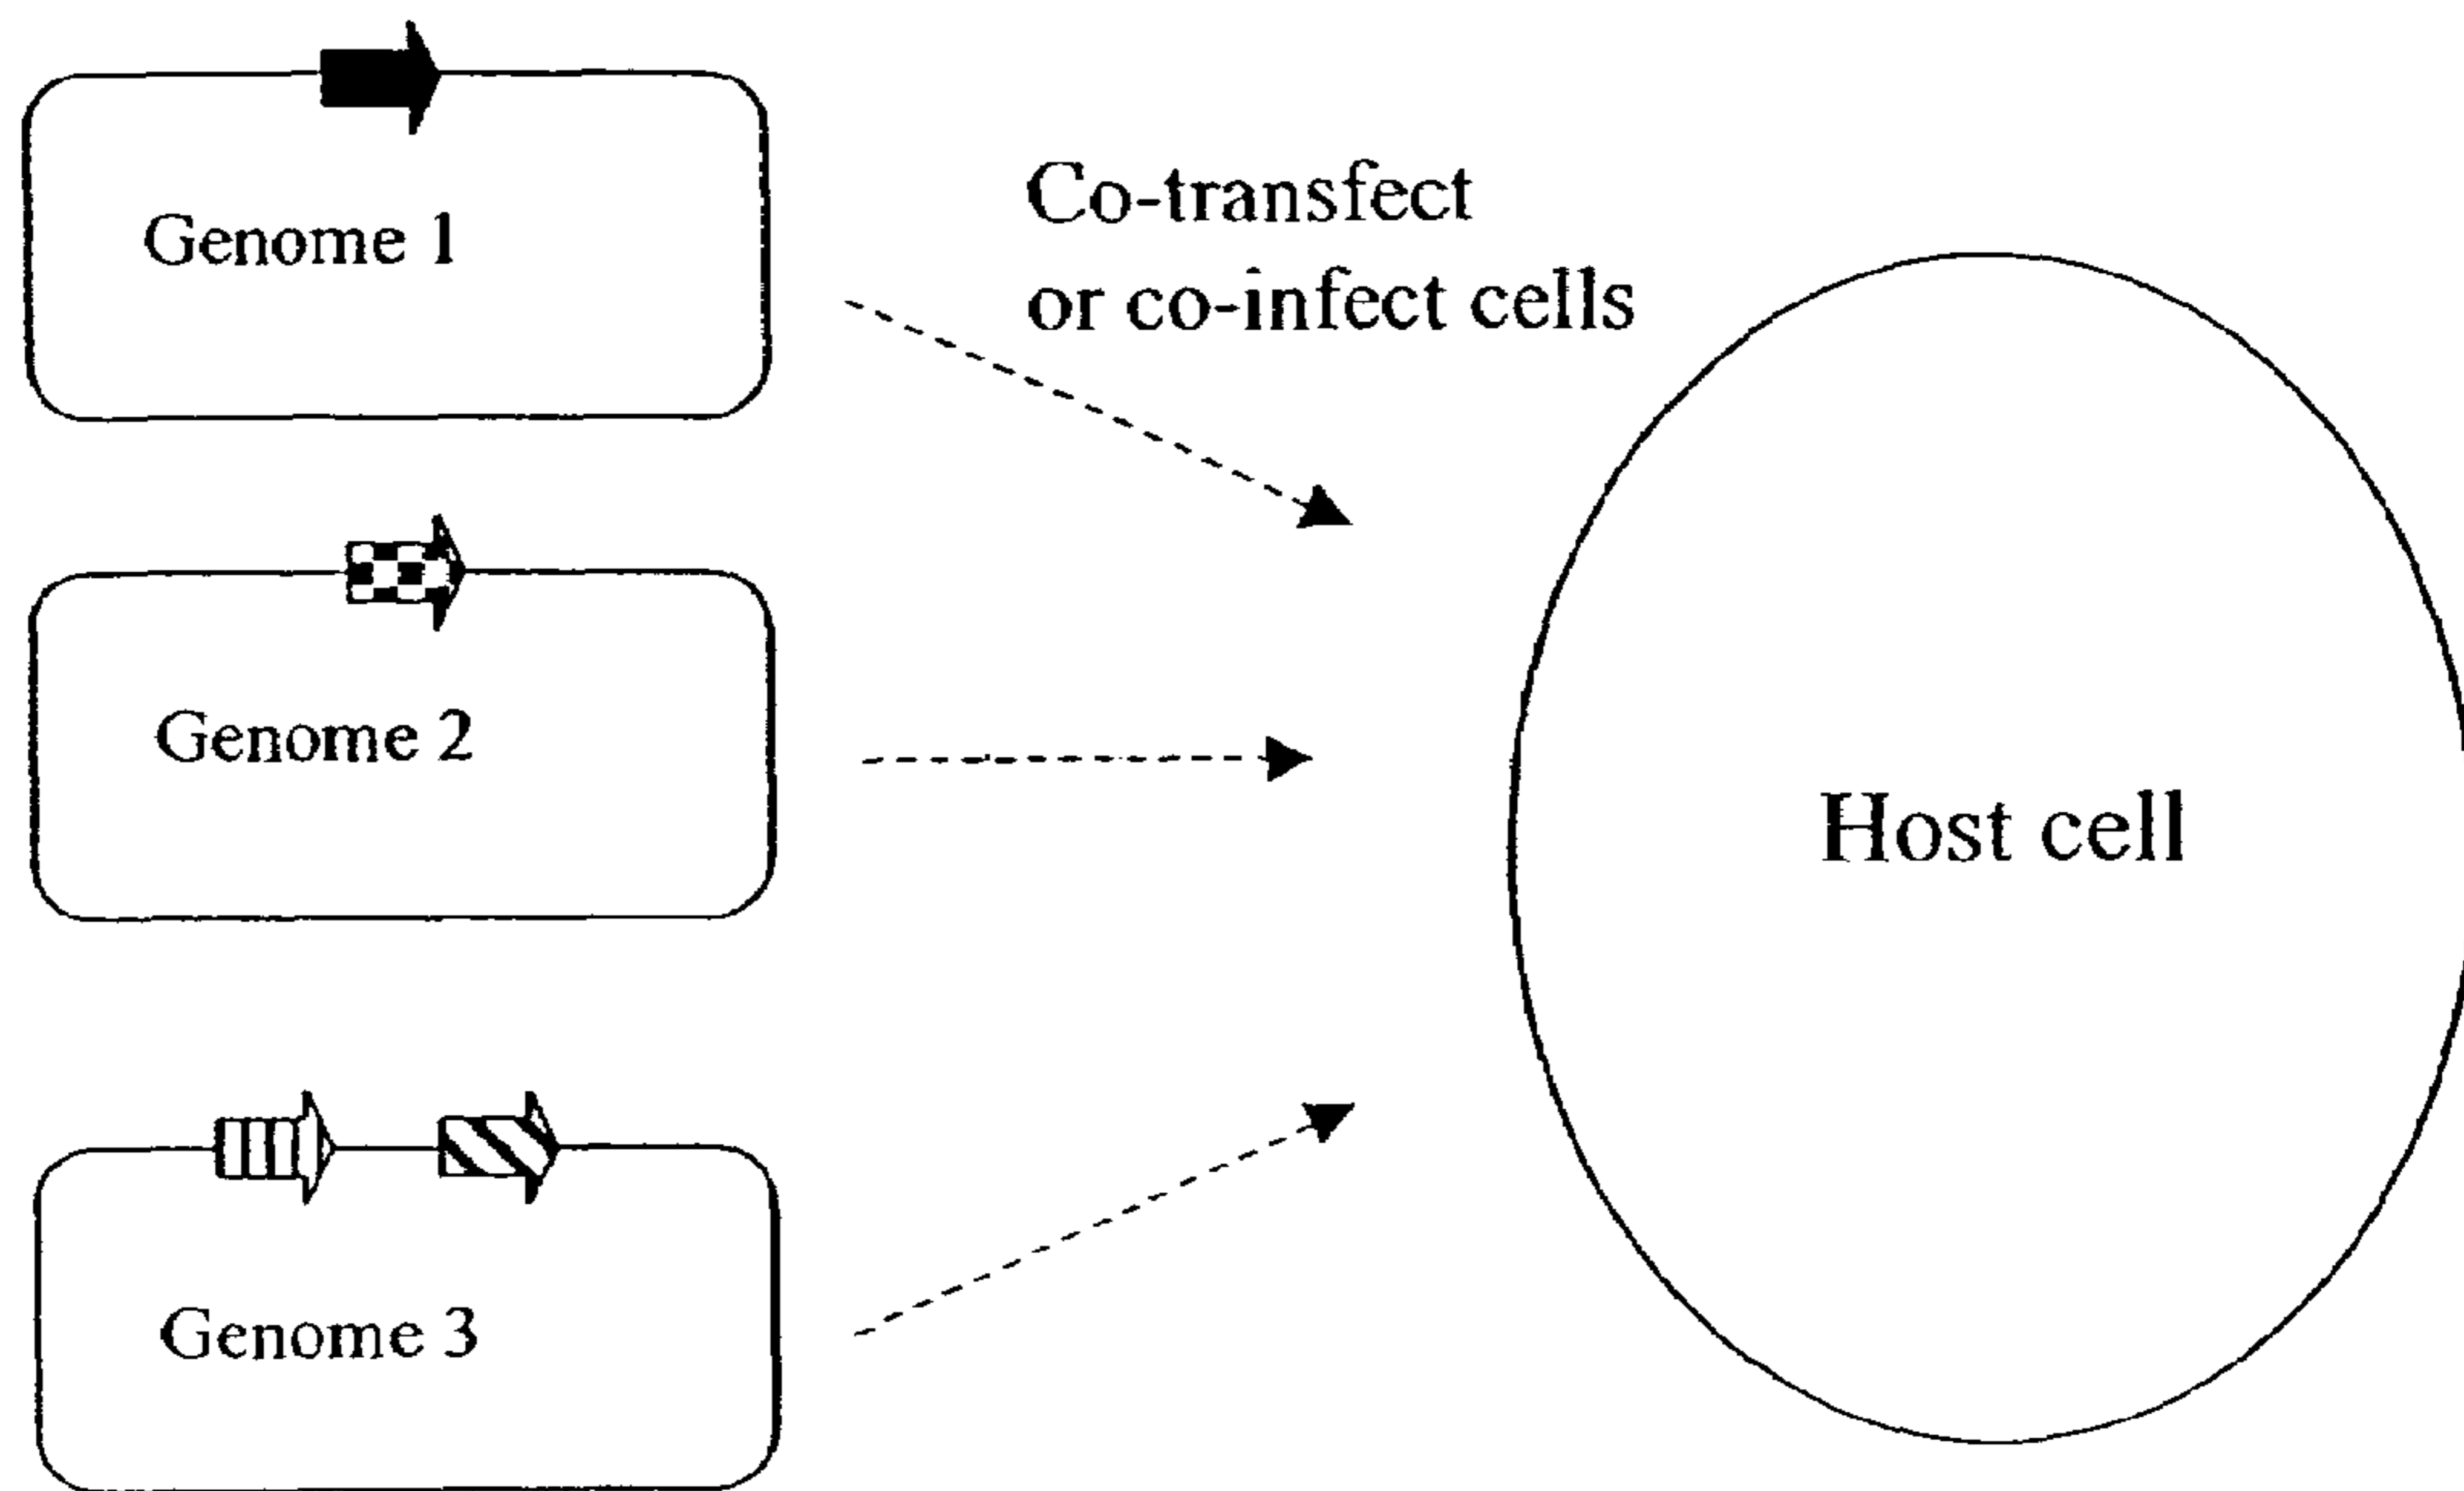 Genome 1
Co-transfect
or co-infect cells
Genome 2
Host cell
Genome 3